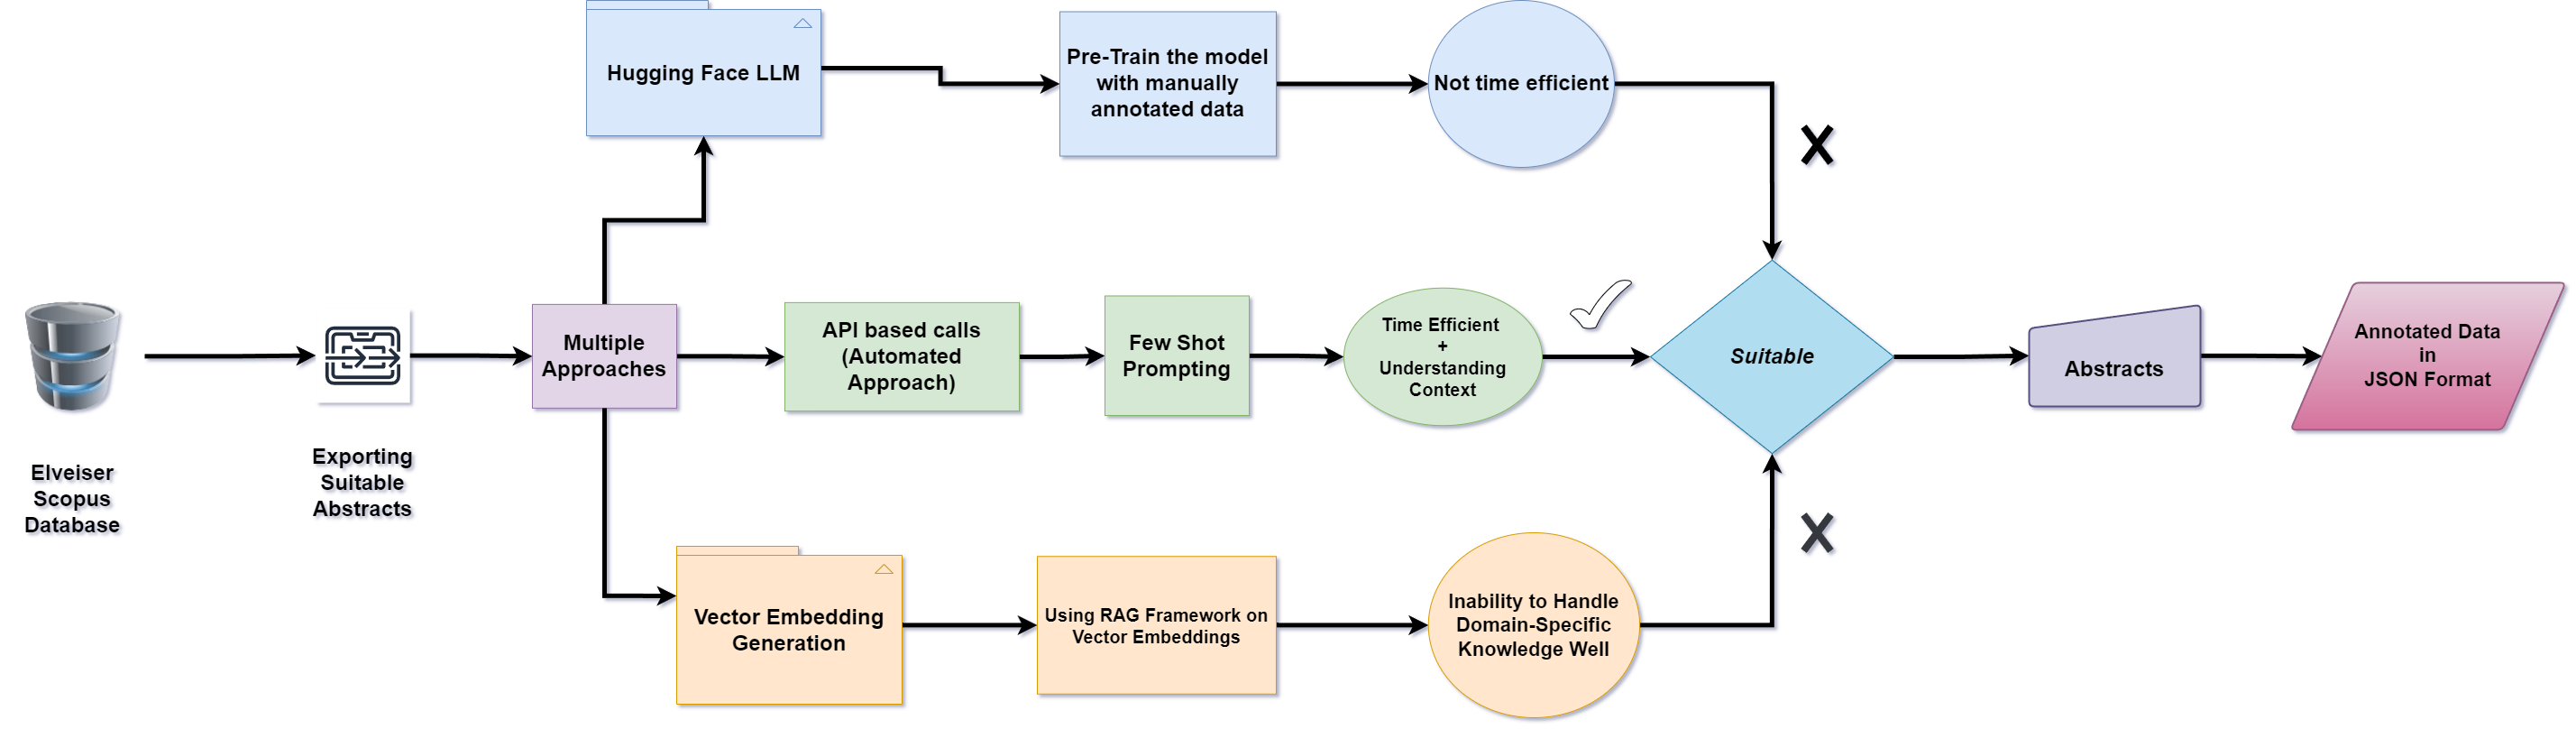 Hugging Face LLM
Pre-Train the model
with manually
annotated data
Not time efficient
X
Elveiser
Scopus
Database
Exporting
Suitable
Abstracts
Multiple
Approaches
API based calls
(Automated
Approach)
Few Shot
Prompting
Time Efficient
+
Understanding
Context
Suitable
Abstracts
Annotated Data
in
JSON Format
Vector Embedding
Generation
Using RAG Framework on
Vector Embeddings
Inability to Handle
Domain-Specific
Knowledge Well
X